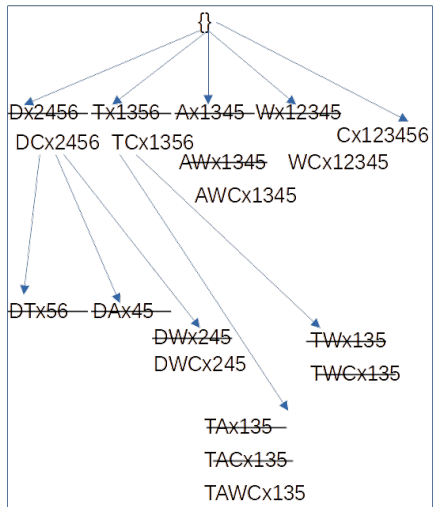 {}
Dx2456 Tx1356 Ax1345 Wx12345
Cx123456
DCx2456 TCx1356
AWx1345 WCx12345
AWCx1345
DTx56 DAx45
DWx245 TWx135
DWCx245
TWCx135
TAx135
TACx135
TAWCx135